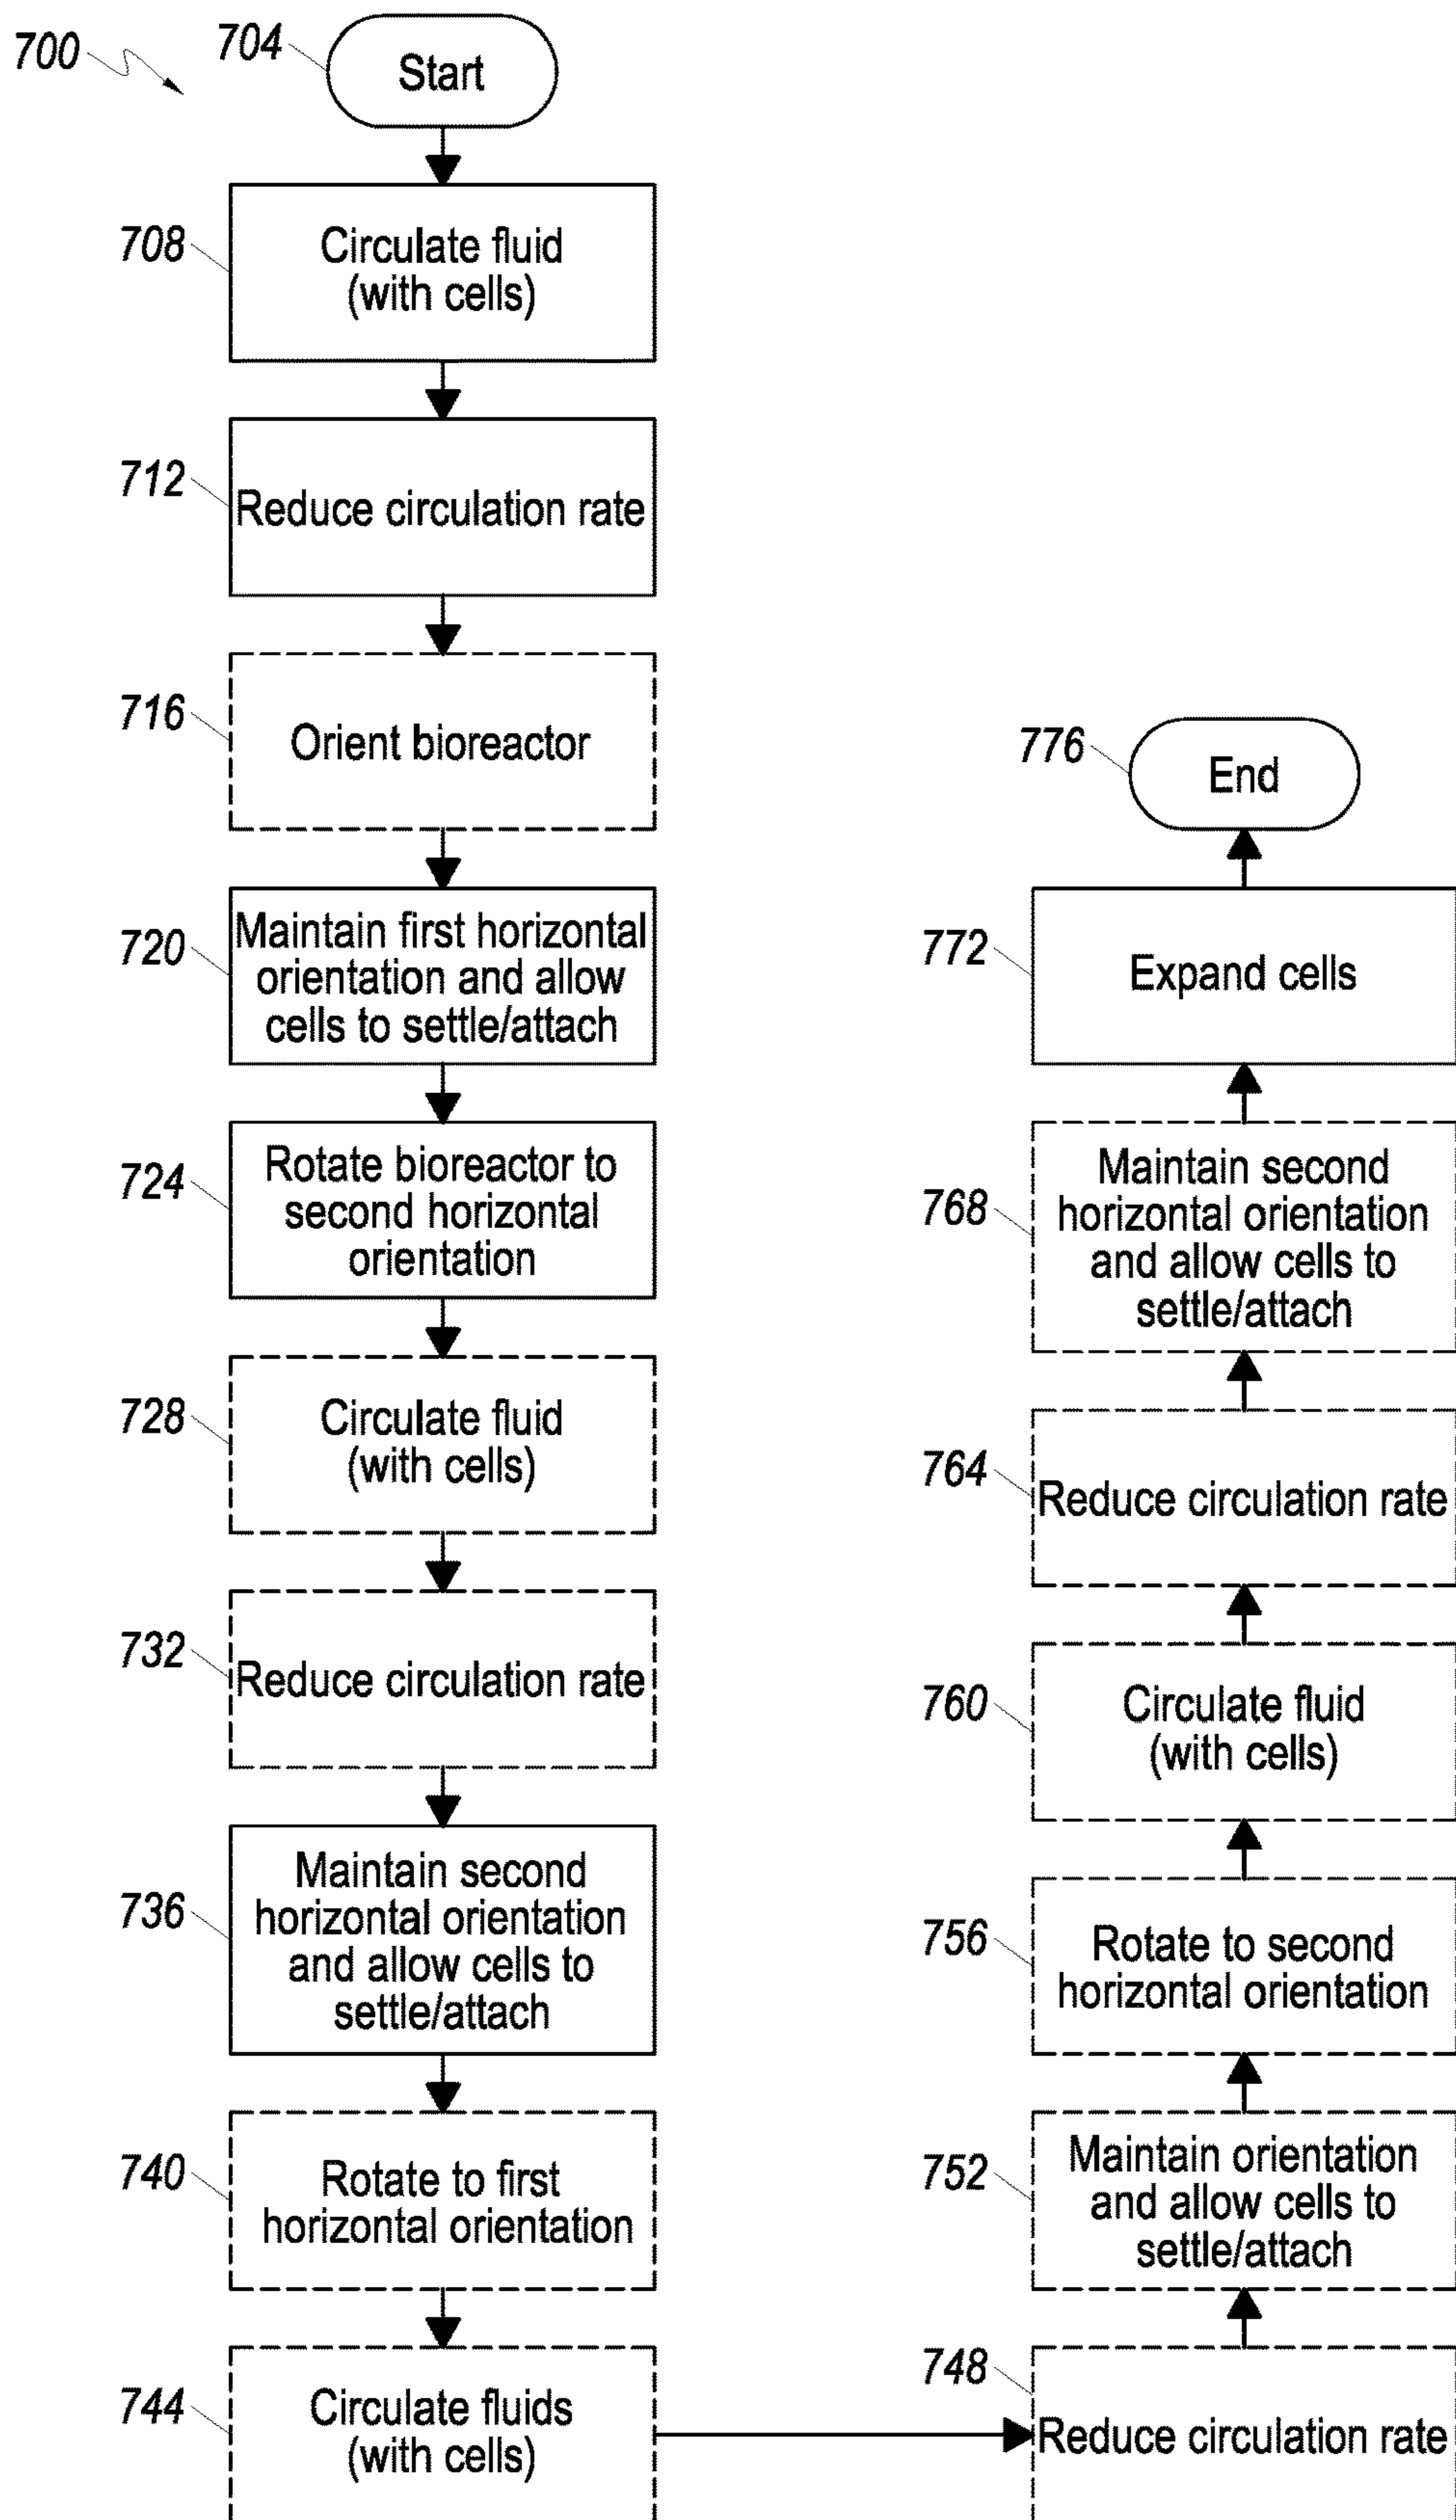 700
704
Start
708
Circulate fluid
(with cells)
712
Reduce circulation rate
716
Orient bioreactor
720
Maintain first horizontal
orientation and allow
cells to settle/attach
724
Rotate bioreactor to
second horizontal
orientation
728
Circulate fluid
(with cells)
732
Reduce circulation rate
736
Maintain second
horizontal orientation
and allow cells to
settle/attach
740
Rotate to first
horizontal orientation
744
Circulate fluids
(with cells)
748
Reduce circulation rate
752
Maintain orientation
and allow cells to
settle/attach
756
Rotate to second
horizontal orientation
760
Circulate fluid
(with cells)
764
Reduce circulation rate
768
Maintain second
horizontal orientation
and allow cells to
settle/attach
772
Expand cells
776
End